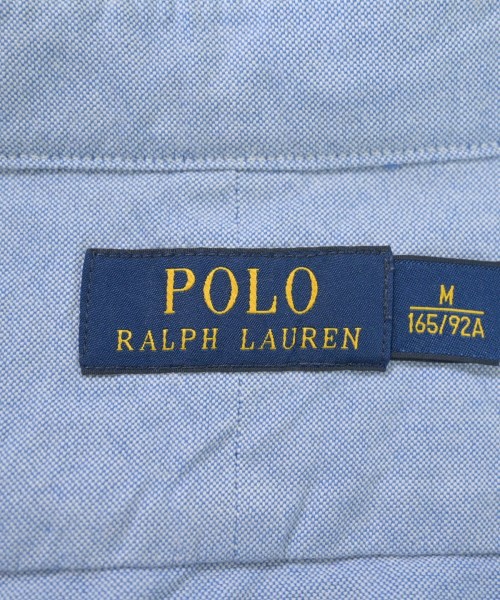 POLO
RALPH LAUREN
M
165/92A